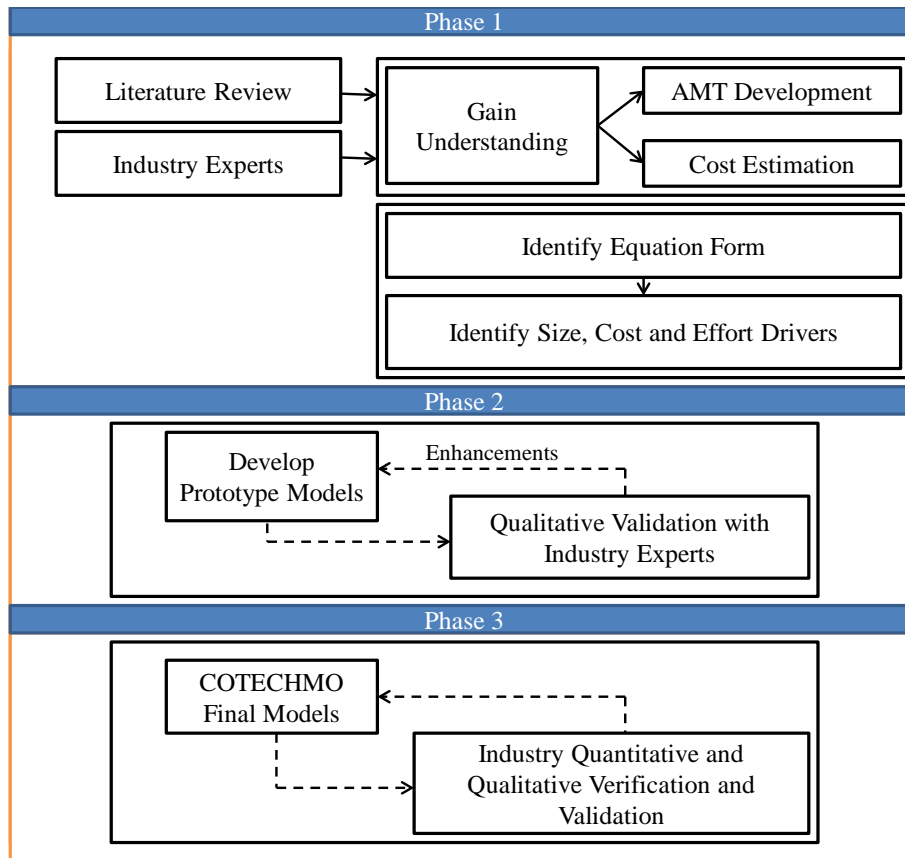 Phase 1
Literature Review
Industry Experts
Gain
Understanding
AMT Development
Cost Estimation
Identify Equation Form
Identify Size, Cost and Effort Drivers
Phase 2
Develop
Prototype Models
Enhancements
Qualitative Validation with
Industry Experts
Phase 3
COTECHMO
Final Models
Industry Quantitative and
Qualitative Verification and
Validation